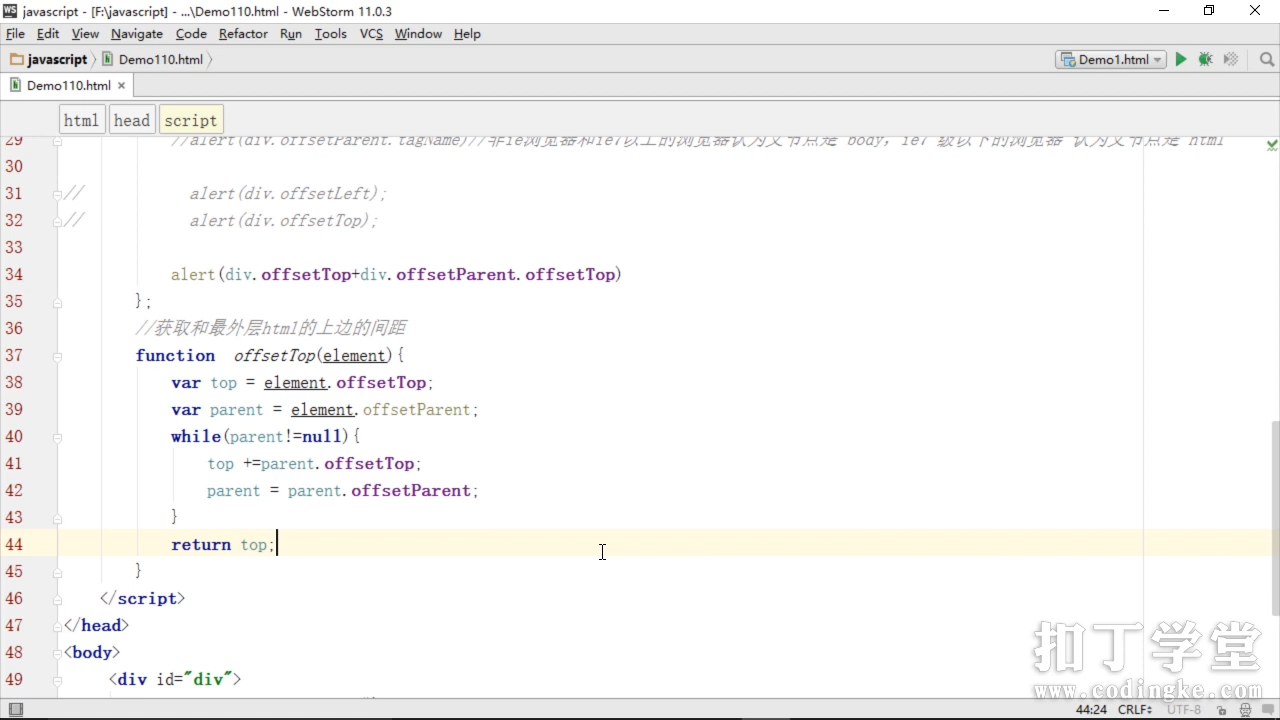 javascript - [F:\javascript] - ...\Demo110.html - WebStorm 11.0.3
File Edit View Navigate Code Refactor Run Tools VCS Window Help
javascript Demo110.html Demo1.html
Demo110.html ×
html head script
29 //alert(div.offsetParent.tagName)//非ie浏览器和ie7以上的浏览器认为父节点是 body，ie7 级以下的浏览器 认为父节点是 html
30
31 // alert(div.offsetLeft);
32 // alert(div.offsetTop);
33
34 alert(div.offsetTop+div.offsetParent.offsetTop)
35 };
36 //获取和最外层html的上边的间距
37 function offsetTop(element){
38 var top = element.offsetTop;
39 var parent = element.offsetParent;
40 while(parent!=null){
41 top +=parent.offsetTop;
42 parent = parent.offsetParent;
43 }
44 return top;
45 }
46 </script>
47 </head>
48 <body>
49 <div id="div">
扣丁学堂
www.codingke.com
44:24 CRLF UTF-8